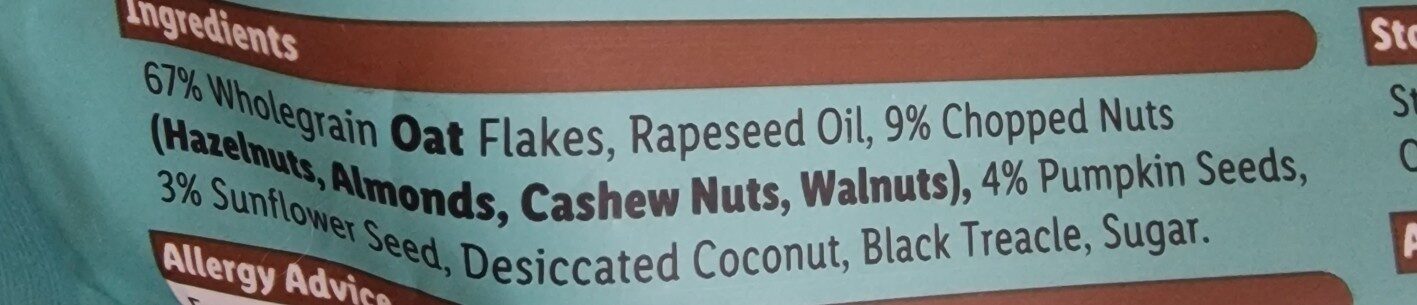 Ingredients
67% Wholegrain Oat Flakes, Rapeseed Oil, 9% Chopped Nuts
(Hazelnuts, Almonds, Cashew Nuts, Walnuts), 4% Pumpkin Seeds,
3% Sunflower Seed, Desiccated Coconut, Black Treacle, Sugar.
Allergy Advice